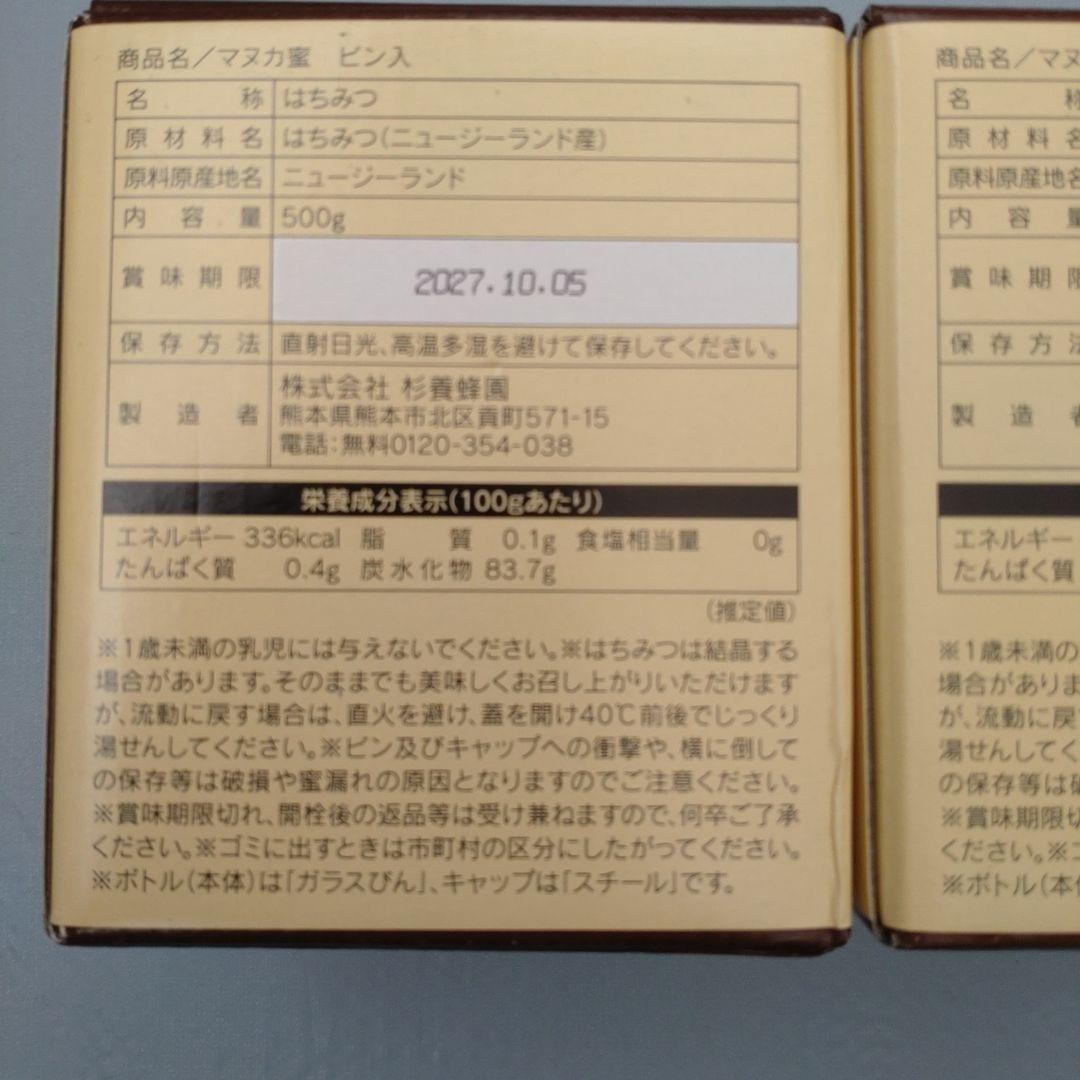 商品名/マヌカ蜜 ビン入
名称 はちみつ
原材料名 はちみつ(ニュージーランド産)
原料原産地名 ニュージーランド
内容量 500g
賞味期限 2027.10.05
保存方法 直射日光、高温多湿を避けて保存してください。
製造者 株式会社 杉養蜂園
熊本県熊本市北区貢町571-15
電話:無料0120-354-038
栄養成分表示(100gあたり)
エネルギー 336kcal 脂質 0.1g 食塩相当量 0g
たんぱく質 0.4g 炭水化物 83.7g
(推定値)
※1歳未満の乳児には与えないでください。※はちみつは結晶する
場合があります。そのままでも美味しくお召し上がりいただけます
が、流動に戻す場合は、直火を避け、蓋を開け40℃前後でじっくり
湯せんしてください。※ビン及びキャップへの衝撃や、横に倒して
の保存等は破損や蜜漏れの原因となりますのでご注意ください。
※賞味期限切れ、開栓後の返品等は受け兼ねますので、何卒ご了承
ください。※ゴミに出すときは市町村の区分にしたがってください。
※ボトル(本体)は「ガラスびん」、キャップは「スチール」です。
商品名/マヌ
名
原材料
原料原産地名
内容量
賞味期
保存方
製造
エネルギー
たんぱく質
※1歳未満の
場合があり
が、流動に戻
湯せんしてく
の保存等は
※賞味期限
ください。※
※ボトル(本